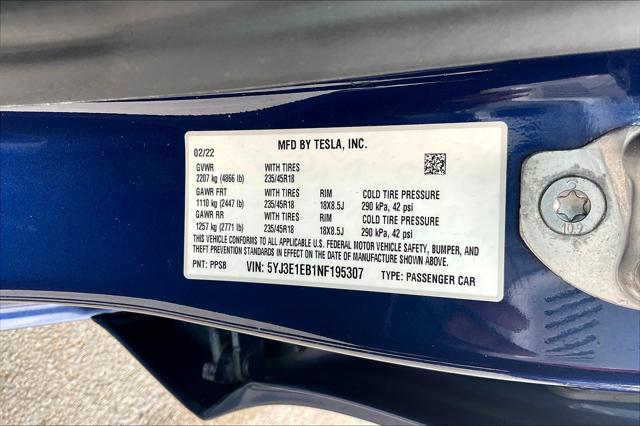 MFD BY TESLA, INC.
02/22
GVWR WITH TIRES
2207 kg (4866 lb) 235/45R18
GAWR FRT WITH TIRES RIM COLD TIRE PRESSURE
1110 kg (2447 lb) 235/45R18 18X8.5J 290 kPa, 42 psi
GAWR RR WITH TIRES RIM COLD TIRE PRESSURE
1257 kg (2771 lb) 235/45R18 18X8.5J 290 kPa, 42 psi
THIS VEHICLE CONFORMS TO ALL APPLICABLE U.S. FEDERAL MOTOR VEHICLE SAFETY, BUMPER, AND
THEFT PREVENTION STANDARDS IN EFFECT ON THE DATE OF MANUFACTURE SHOWN ABOVE.
PNT: PPSB VIN: 5YJ3E1EB1NF195307 TYPE: PASSENGER CAR
10.9